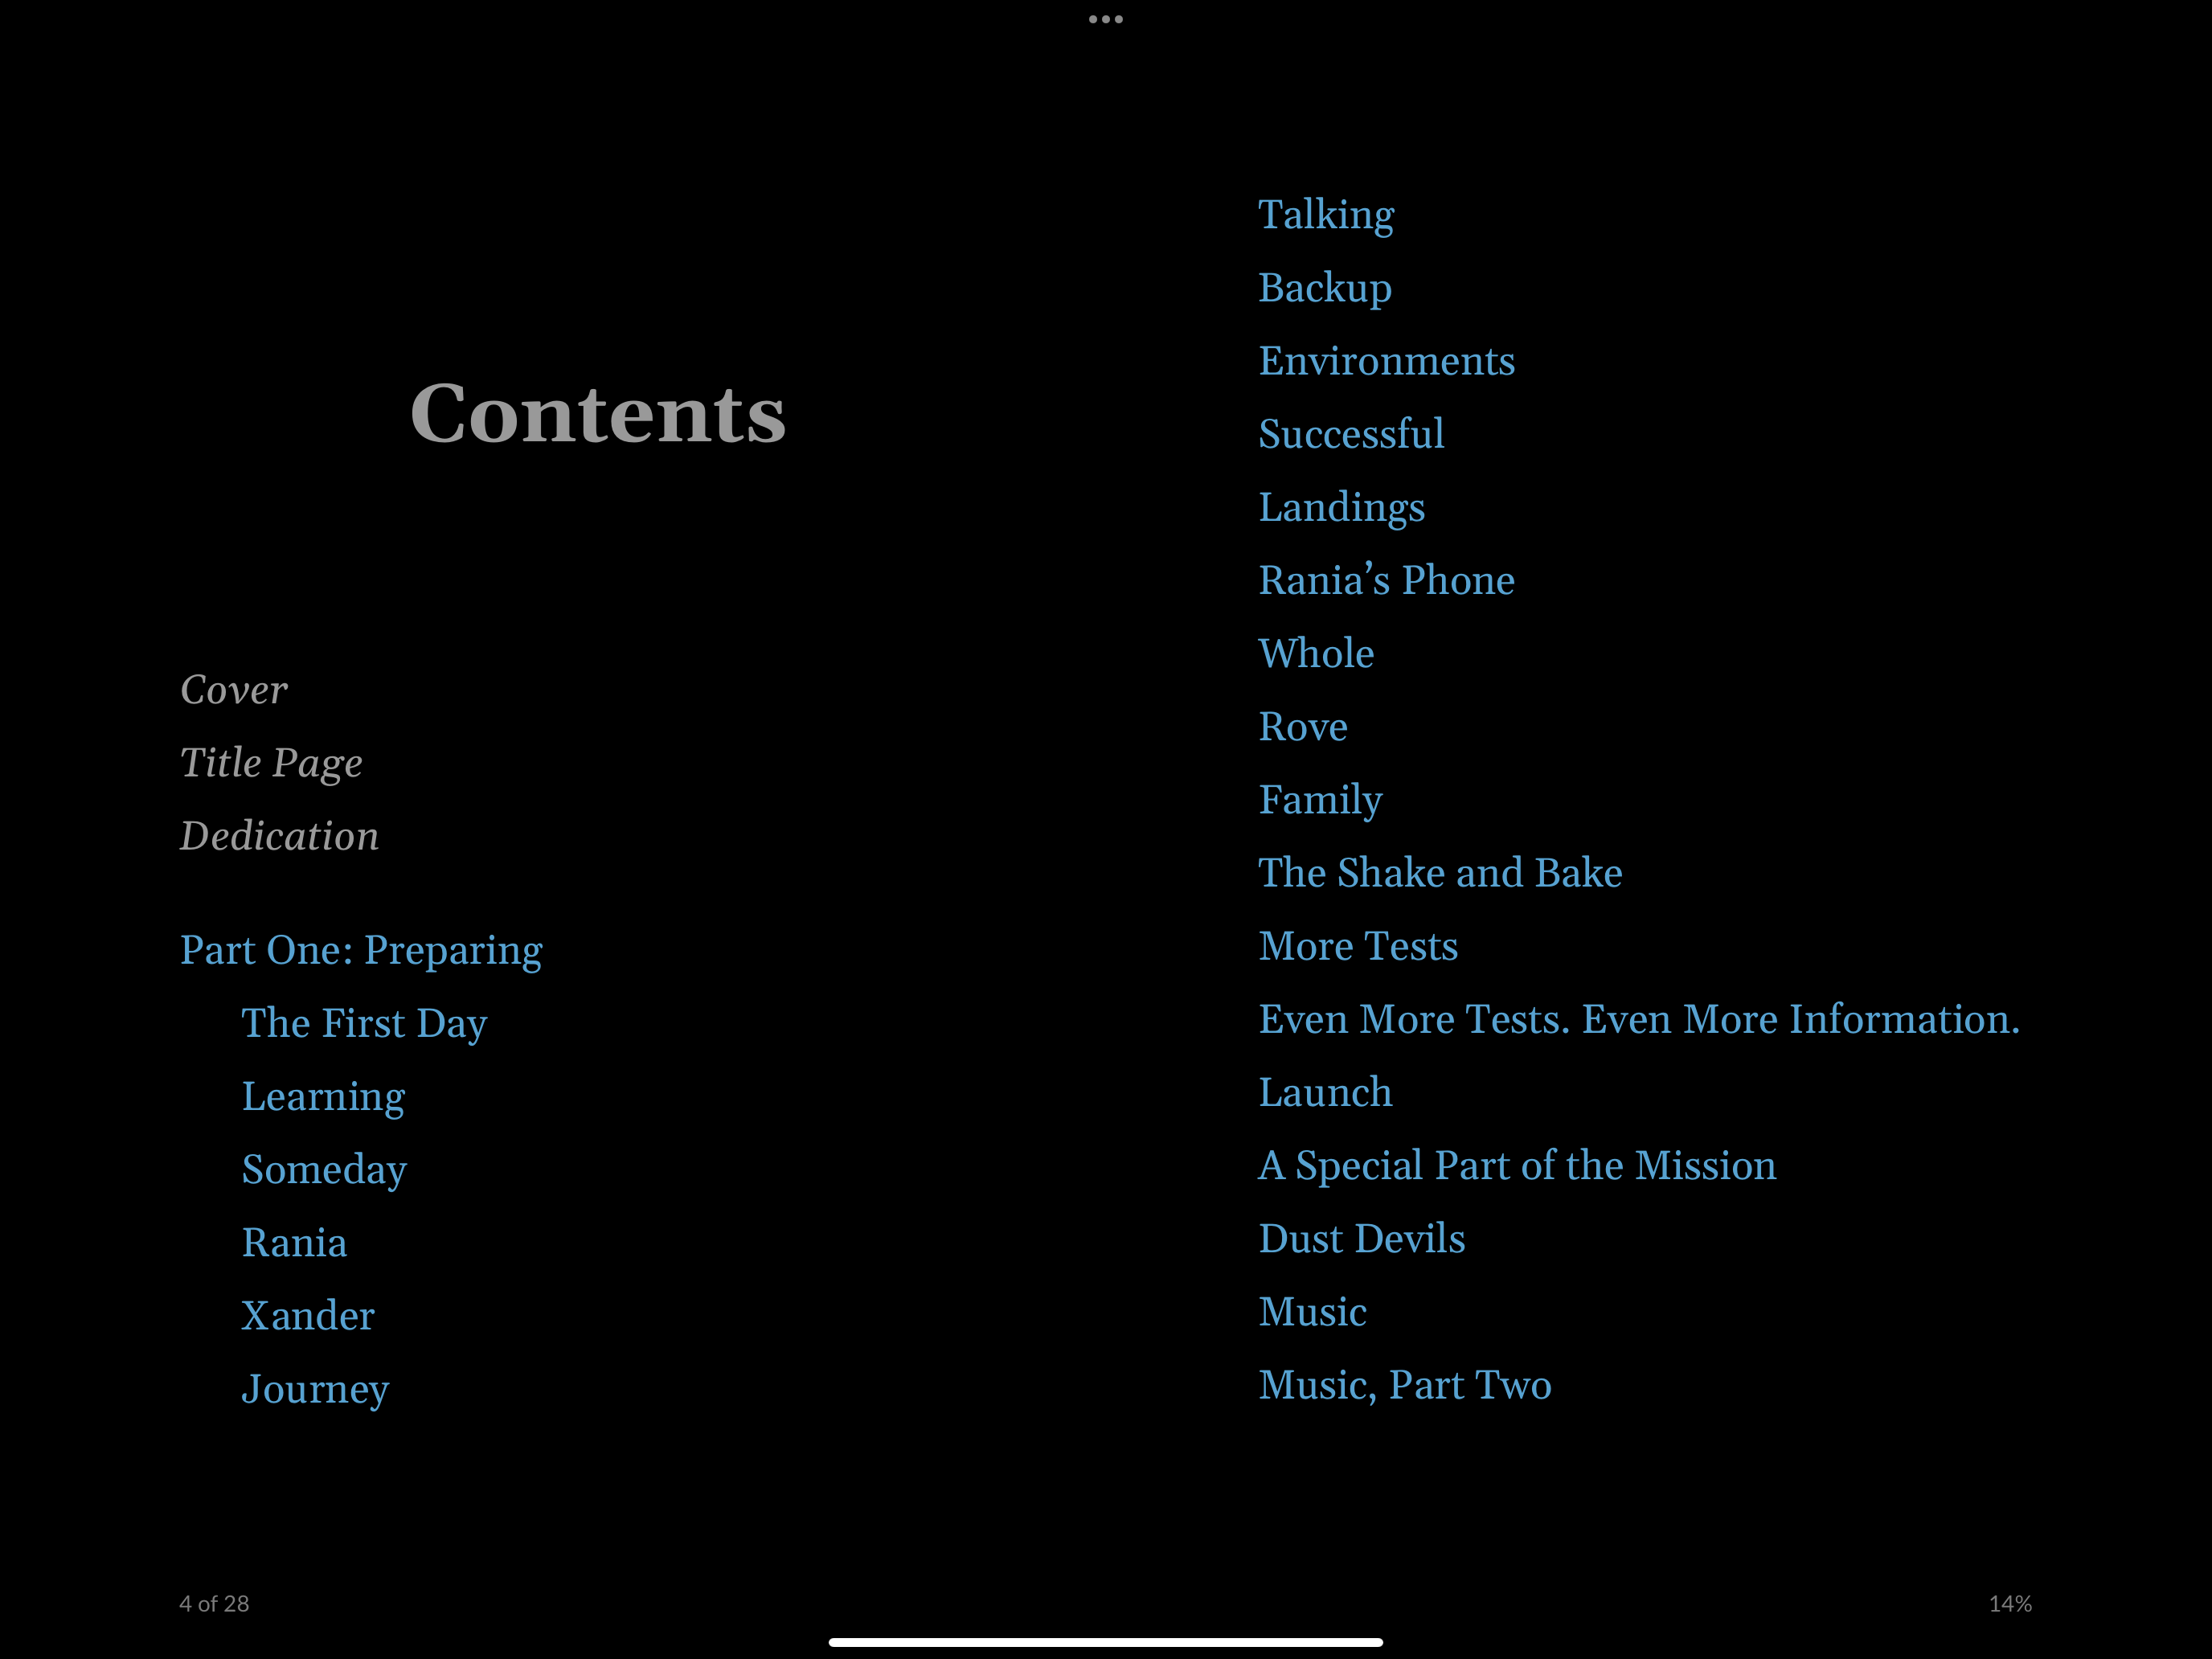 Contents
Cover
Title Page
Dedication
Part One: Preparing
The First Day
Learning
Someday
Rania
Xander
Journey
Talking
Backup
Environments
Successful
Landings
Rania’s Phone
Whole
Rove
Family
The Shake and Bake
More Tests
Even More Tests. Even More Information.
Launch
A Special Part of the Mission
Dust Devils
Music
Music, Part Two
4 of 28
14%